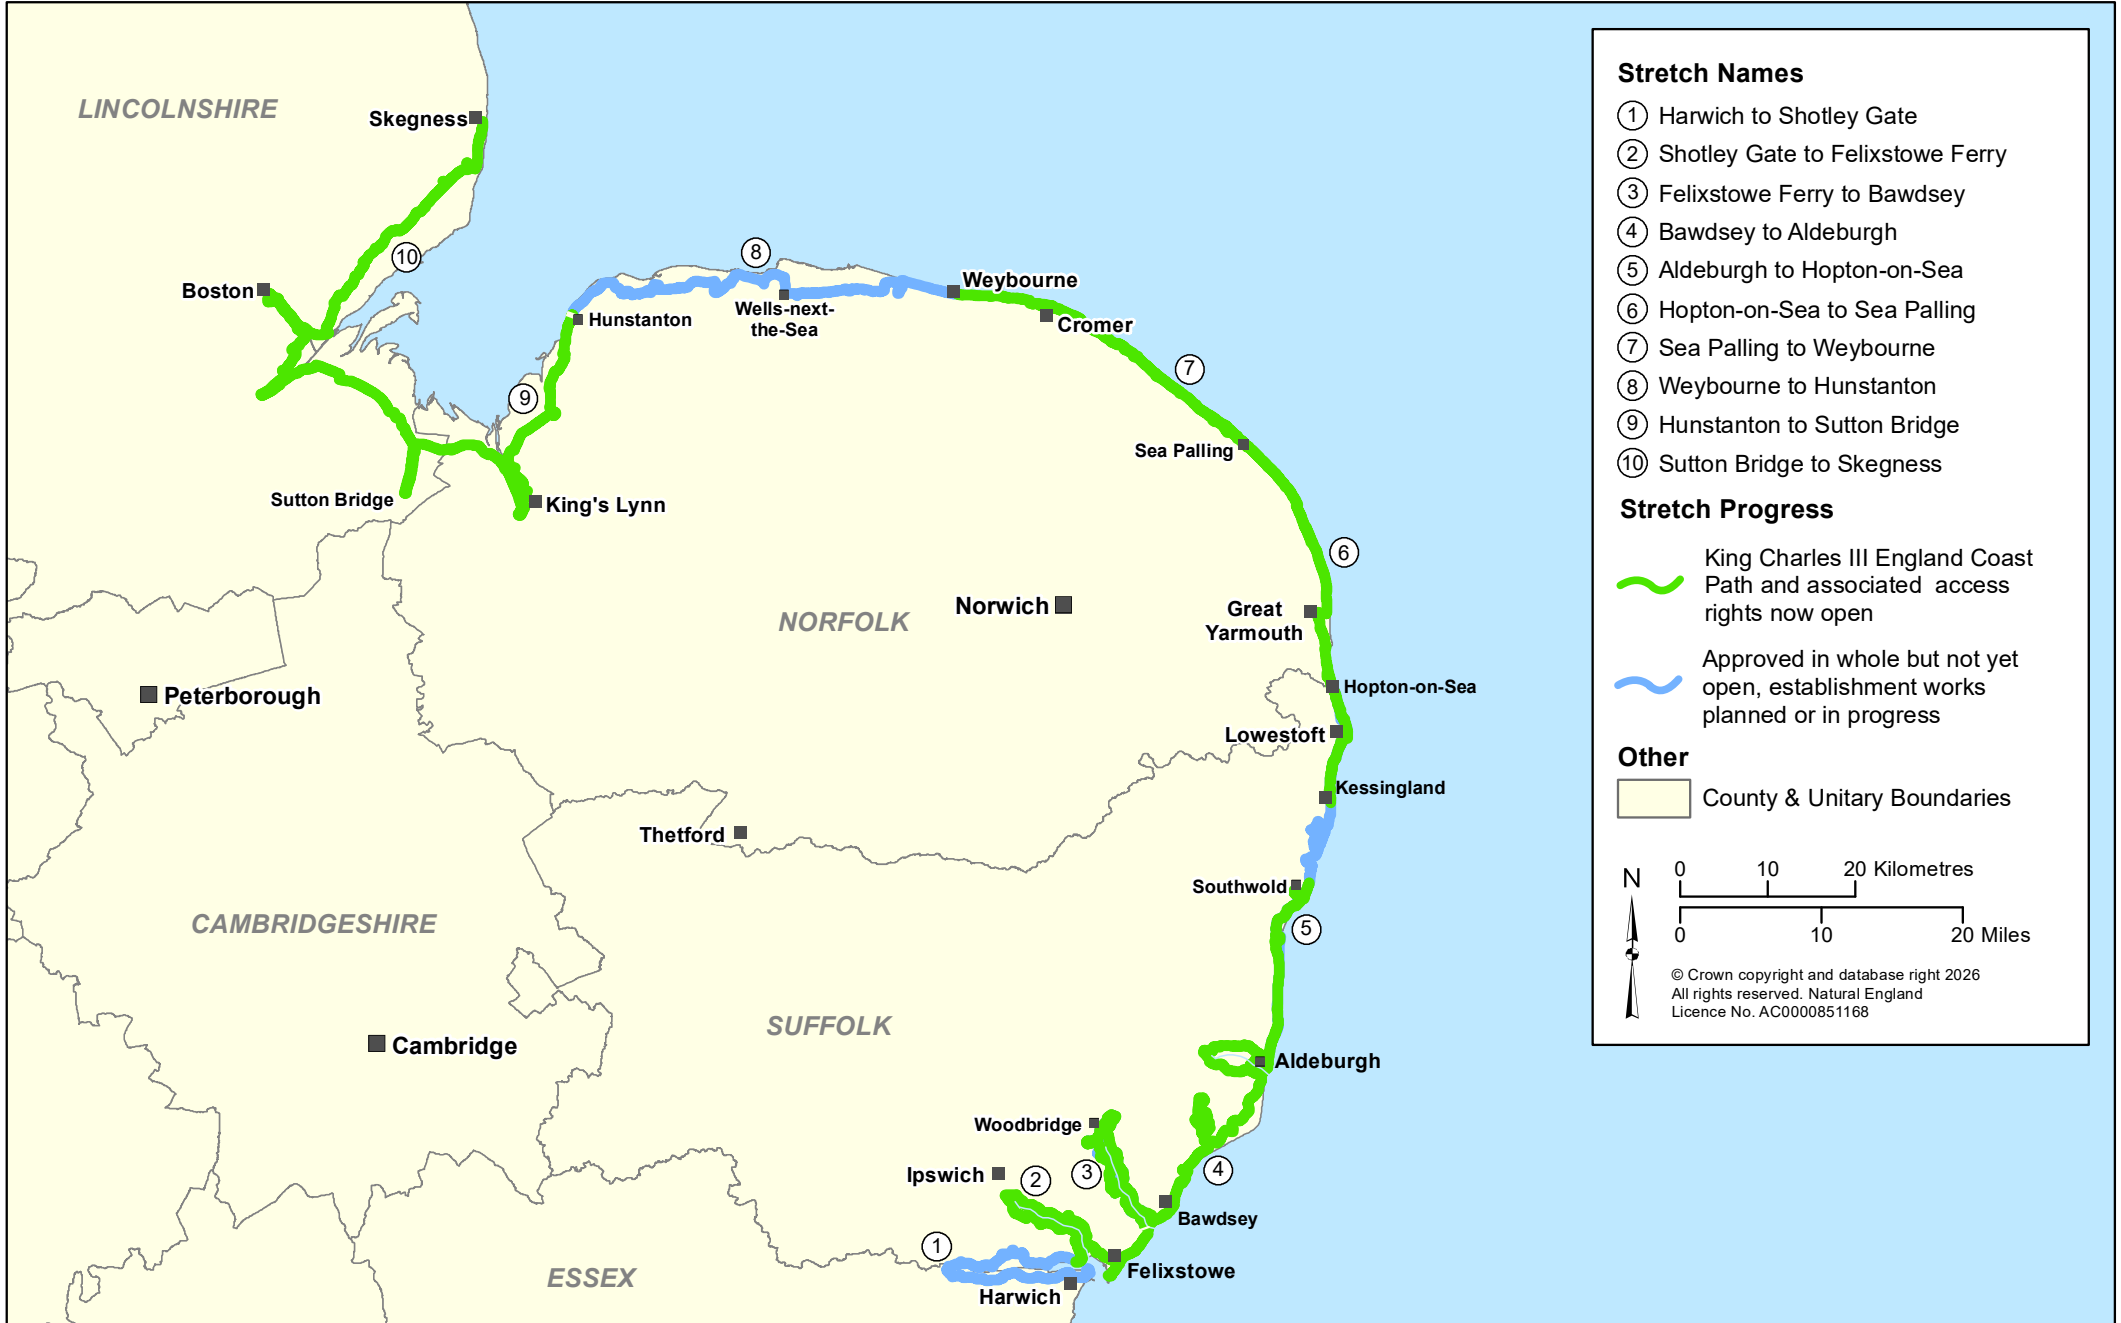 LINCOLNSHIRE
Skegness
10
Boston
8
Weybourne
Wells-next-
the-Sea
Hunstanton
Cromer
7
9
Sea Palling
Sutton Bridge
King's Lynn
6
Norwich
NORFOLK
Great
Yarmouth
Peterborough
Hopton-on-Sea
Lowestoft
Kessingland
Thetford
Southwold
5
CAMBRIDGESHIRE
SUFFOLK
Cambridge
Aldeburgh
Woodbridge
Ipswich
2
3
4
Bawdsey
1
Felixstowe
ESSEX
Harwich
Stretch Names
1 Harwich to Shotley Gate
2 Shotley Gate to Felixstowe Ferry
3 Felixstowe Ferry to Bawdsey
4 Bawdsey to Aldeburgh
5 Aldeburgh to Hopton-on-Sea
6 Hopton-on-Sea to Sea Palling
7 Sea Palling to Weybourne
8 Weybourne to Hunstanton
9 Hunstanton to Sutton Bridge
10 Sutton Bridge to Skegness
Stretch Progress
King Charles III England Coast
Path and associated access
rights now open
Approved in whole but not yet
open, establishment works
planned or in progress
Other
County & Unitary Boundaries
N
0 10 20 Kilometres
0 10 20 Miles
© Crown copyright and database right 2026
All rights reserved. Natural England
Licence No. AC0000851168